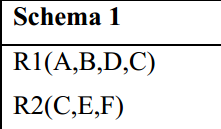 Schema 1
R1(A,B,D,C)
R2(C,E,F)